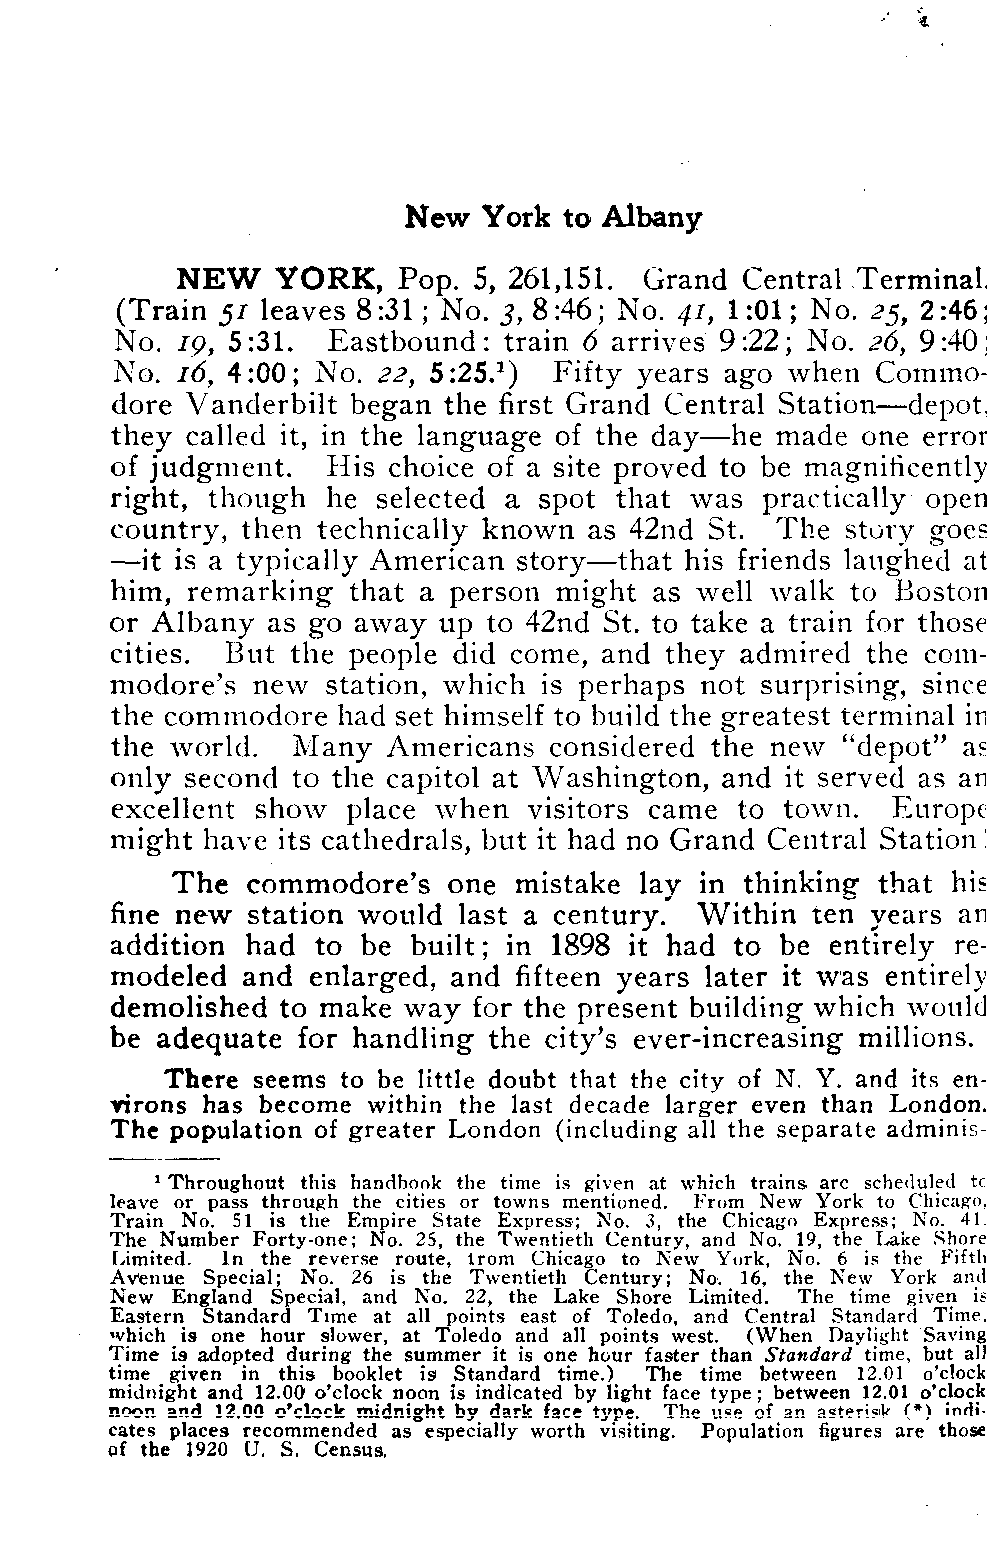 New York to Albany
NEW YORK, Pop. 5, 261,151. Grand Central Terminal.
(Train 51 leaves 8:31; No. 3, 8:46; No. 41, 1:01; No. 25, 2:46;
No. 19, 5:31. Eastbound: train 6 arrives 9:22; No. 26, 9:40;
No. 16, 4:00; No. 22, 5:25.¹) Fifty years ago when Commo-
dore Vanderbilt began the first Grand Central Station—depot,
they called it, in the language of the day—he made one error
of judgment. His choice of a site proved to be magnificently
right, though he selected a spot that was practically open
country, then technically known as 42nd St. The story goes
—it is a typically American story—that his friends laughed at
him, remarking that a person might as well walk to Boston
or Albany as go away up to 42nd St. to take a train for those
cities. But the people did come, and they admired the com-
modore's new station, which is perhaps not surprising, since
the commodore had set himself to build the greatest terminal in
the world. Many Americans considered the new “depot” as
only second to the capitol at Washington, and it served as an
excellent show place when visitors came to town. Europe
might have its cathedrals, but it had no Grand Central Station!
The commodore's one mistake lay in thinking that his
fine new station would last a century. Within ten years an
addition had to be built; in 1898 it had to be entirely re-
modeled and enlarged, and fifteen years later it was entirely
demolished to make way for the present building which would
be adequate for handling the city's ever-increasing millions.
There seems to be little doubt that the city of N. Y. and its en-
virons has become within the last decade larger even than London.
The population of greater London (including all the separate adminis-
¹ Throughout this handbook the time is given at which trains are scheduled to
leave or pass through the cities or towns mentioned. From New York to Chicago,
Train No. 51 is the Empire State Express; No. 3, the Chicago Express; No. 41.
The Number Forty-one; No. 25, the Twentieth Century, and No. 19, the Lake Shore
Limited. In the reverse route, from Chicago to New York, No. 6 is the Fifth
Avenue Special; No. 26 is the Twentieth Century; No. 16, the New York and
New England Special, and No. 22, the Lake Shore Limited. The time given is
Eastern Standard Time at all points east of Toledo, and Central Standard Time,
which is one hour slower, at Toledo and all points west. (When Daylight Saving
Time is adopted during the summer it is one hour faster than Standard time, but all
time given in this booklet is Standard time.) The time between 12.01 o'clock
midnight and 12.00 o'clock noon is indicated by light face type; between 12.01 o'clock
noon and 12.00 o'clock midnight by dark face type. The use of an asterisk (*) indi-
cates places recommended as especially worth visiting. Population figures are those
of the 1920 U. S. Census.